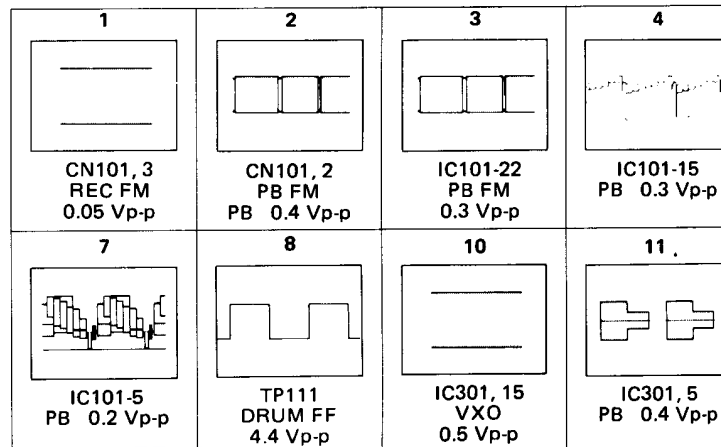 1
2
3
4
CN101, 3
REC FM
0.05 Vp-p
CN101, 2
PB FM
PB 0.4 Vp-p
IC101-22
PB FM
0.3 Vp-p
IC101-15
PB 0.3 Vp-p
7
8
10
11
IC101-5
PB 0.2 Vp-p
TP111
DRUM FF
4.4 Vp-p
IC301, 15
VXO
0.5 Vp-p
IC301, 5
PB 0.4 Vp-p